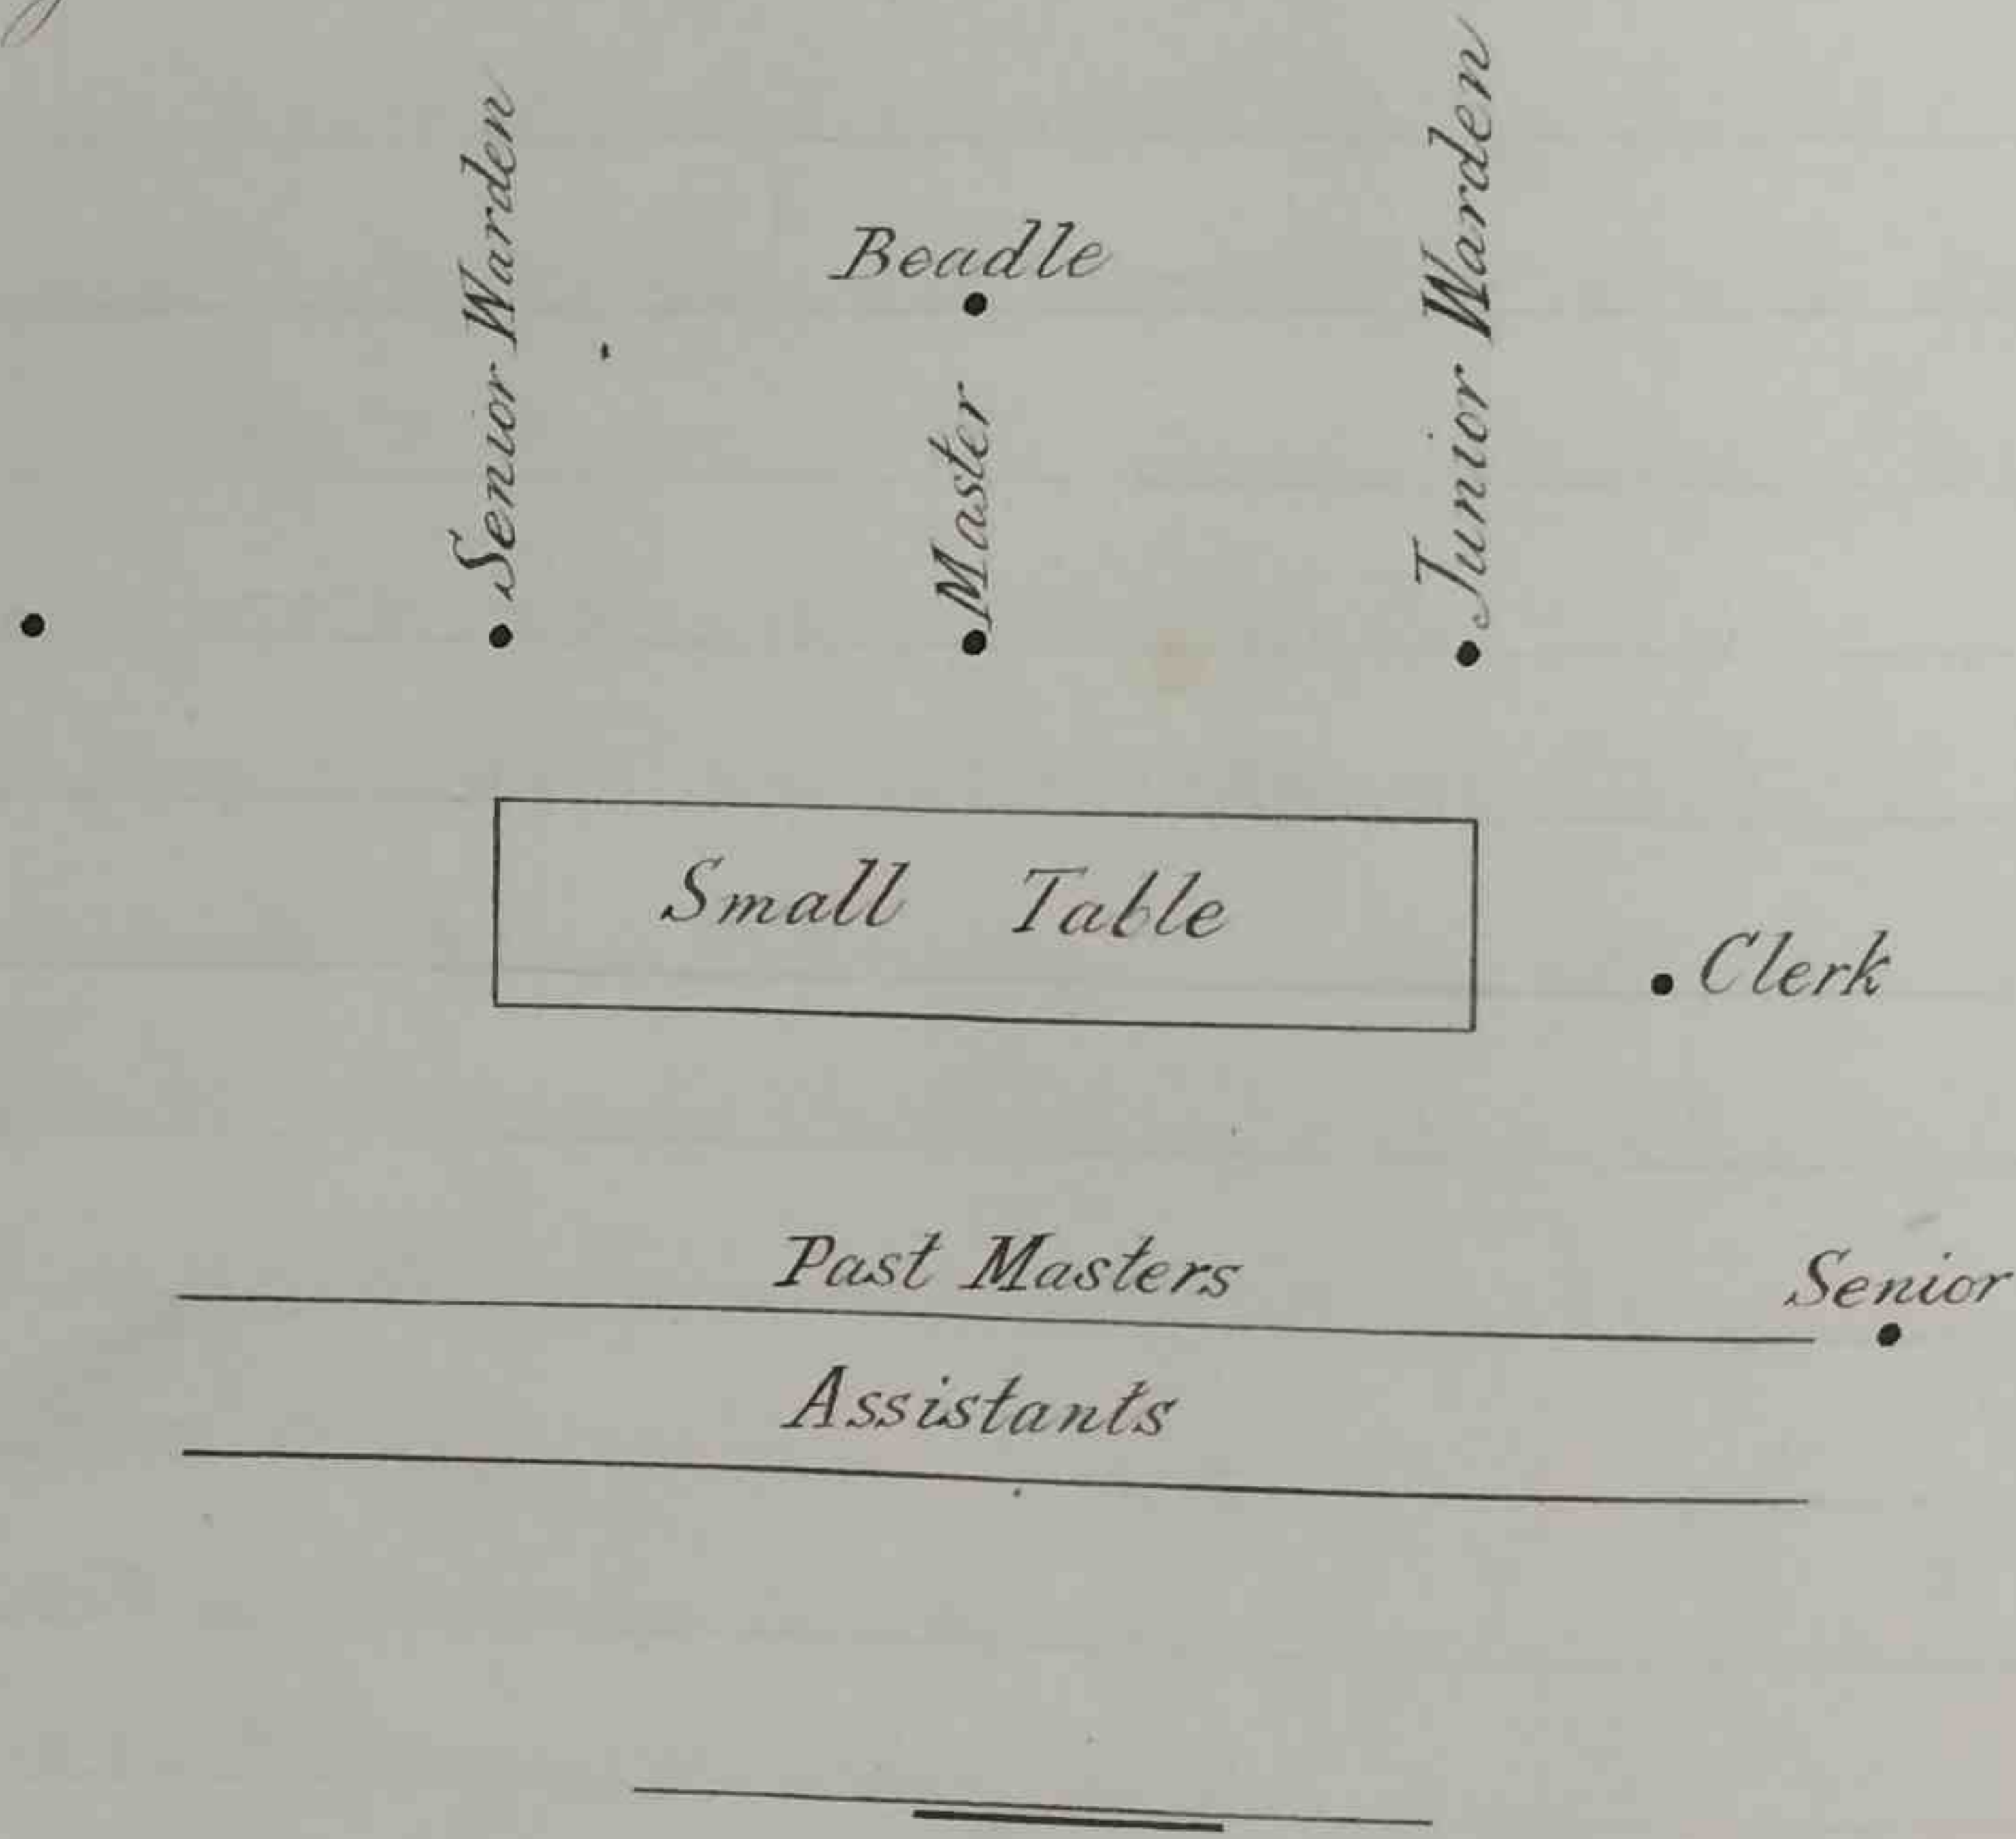 Senior Warden
Beadle
Master
Junior Warden
Small Table
Clerk
Past Masters
Senior
Assistants